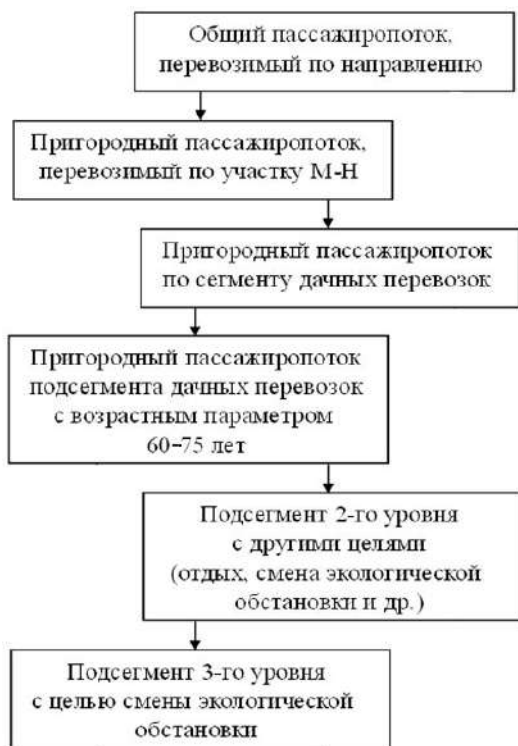 Общий пассажиропоток,
перевозимый по направлению
Пригородный пассажиропоток,
перевозимый по участку М-Н
Пригородный пассажиропоток
по сегменту дачных перевозок
Пригородный пассажиропоток
подсегмента дачных перевозок
с возрастным параметром
60-75 лет
Подсегмент 2-го уровня
с другими целями
(отдых, смена экологической
обстановки и др.)
Подсегмент 3-го уровня
с целью смены экологической
обстановки